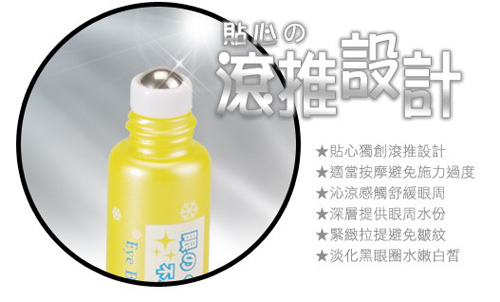 貼心の
滾推設計
★貼心獨創滾推設計
★適當按摩避免施力過度
★沁涼感觸舒緩眼周
★深層提供眼周水份
★緊緻拉提避免皺紋
★淡化黑眼圈水嫩白皙
眼の
Eye